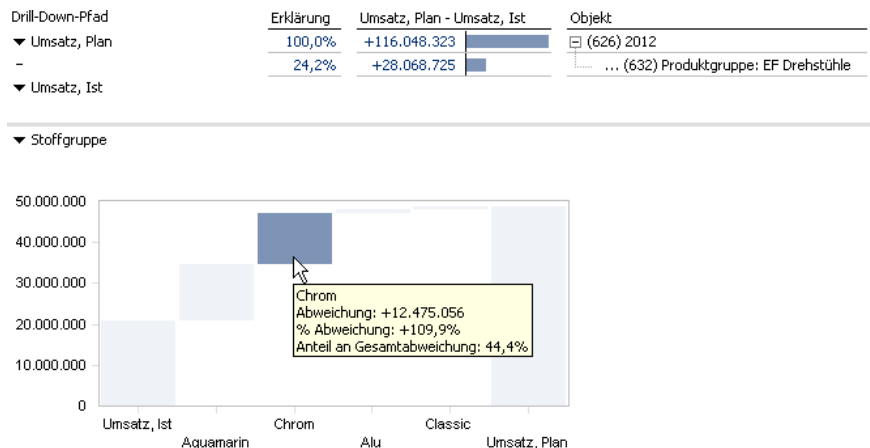 Drill-Down-Pfad Erklärung Umsatz, Plan - Umsatz, Ist Objekt
▼ Umsatz, Plan 100,0% +116.048.323 (626) 2012
– 24,2% +28.068.725 ... (632) Produktgruppe: EF Drehstühle
▼ Umsatz, Ist
▼ Stoffgruppe
50.000.000
40.000.000
30.000.000
20.000.000
10.000.000
0
Chrom
Abweichung: +12.475.056
% Abweichung: +109,9%
Anteil an Gesamtabweichung: 44,4%
Umsatz, Ist Chrom Classic
Aquamarin Alu Umsatz, Plan